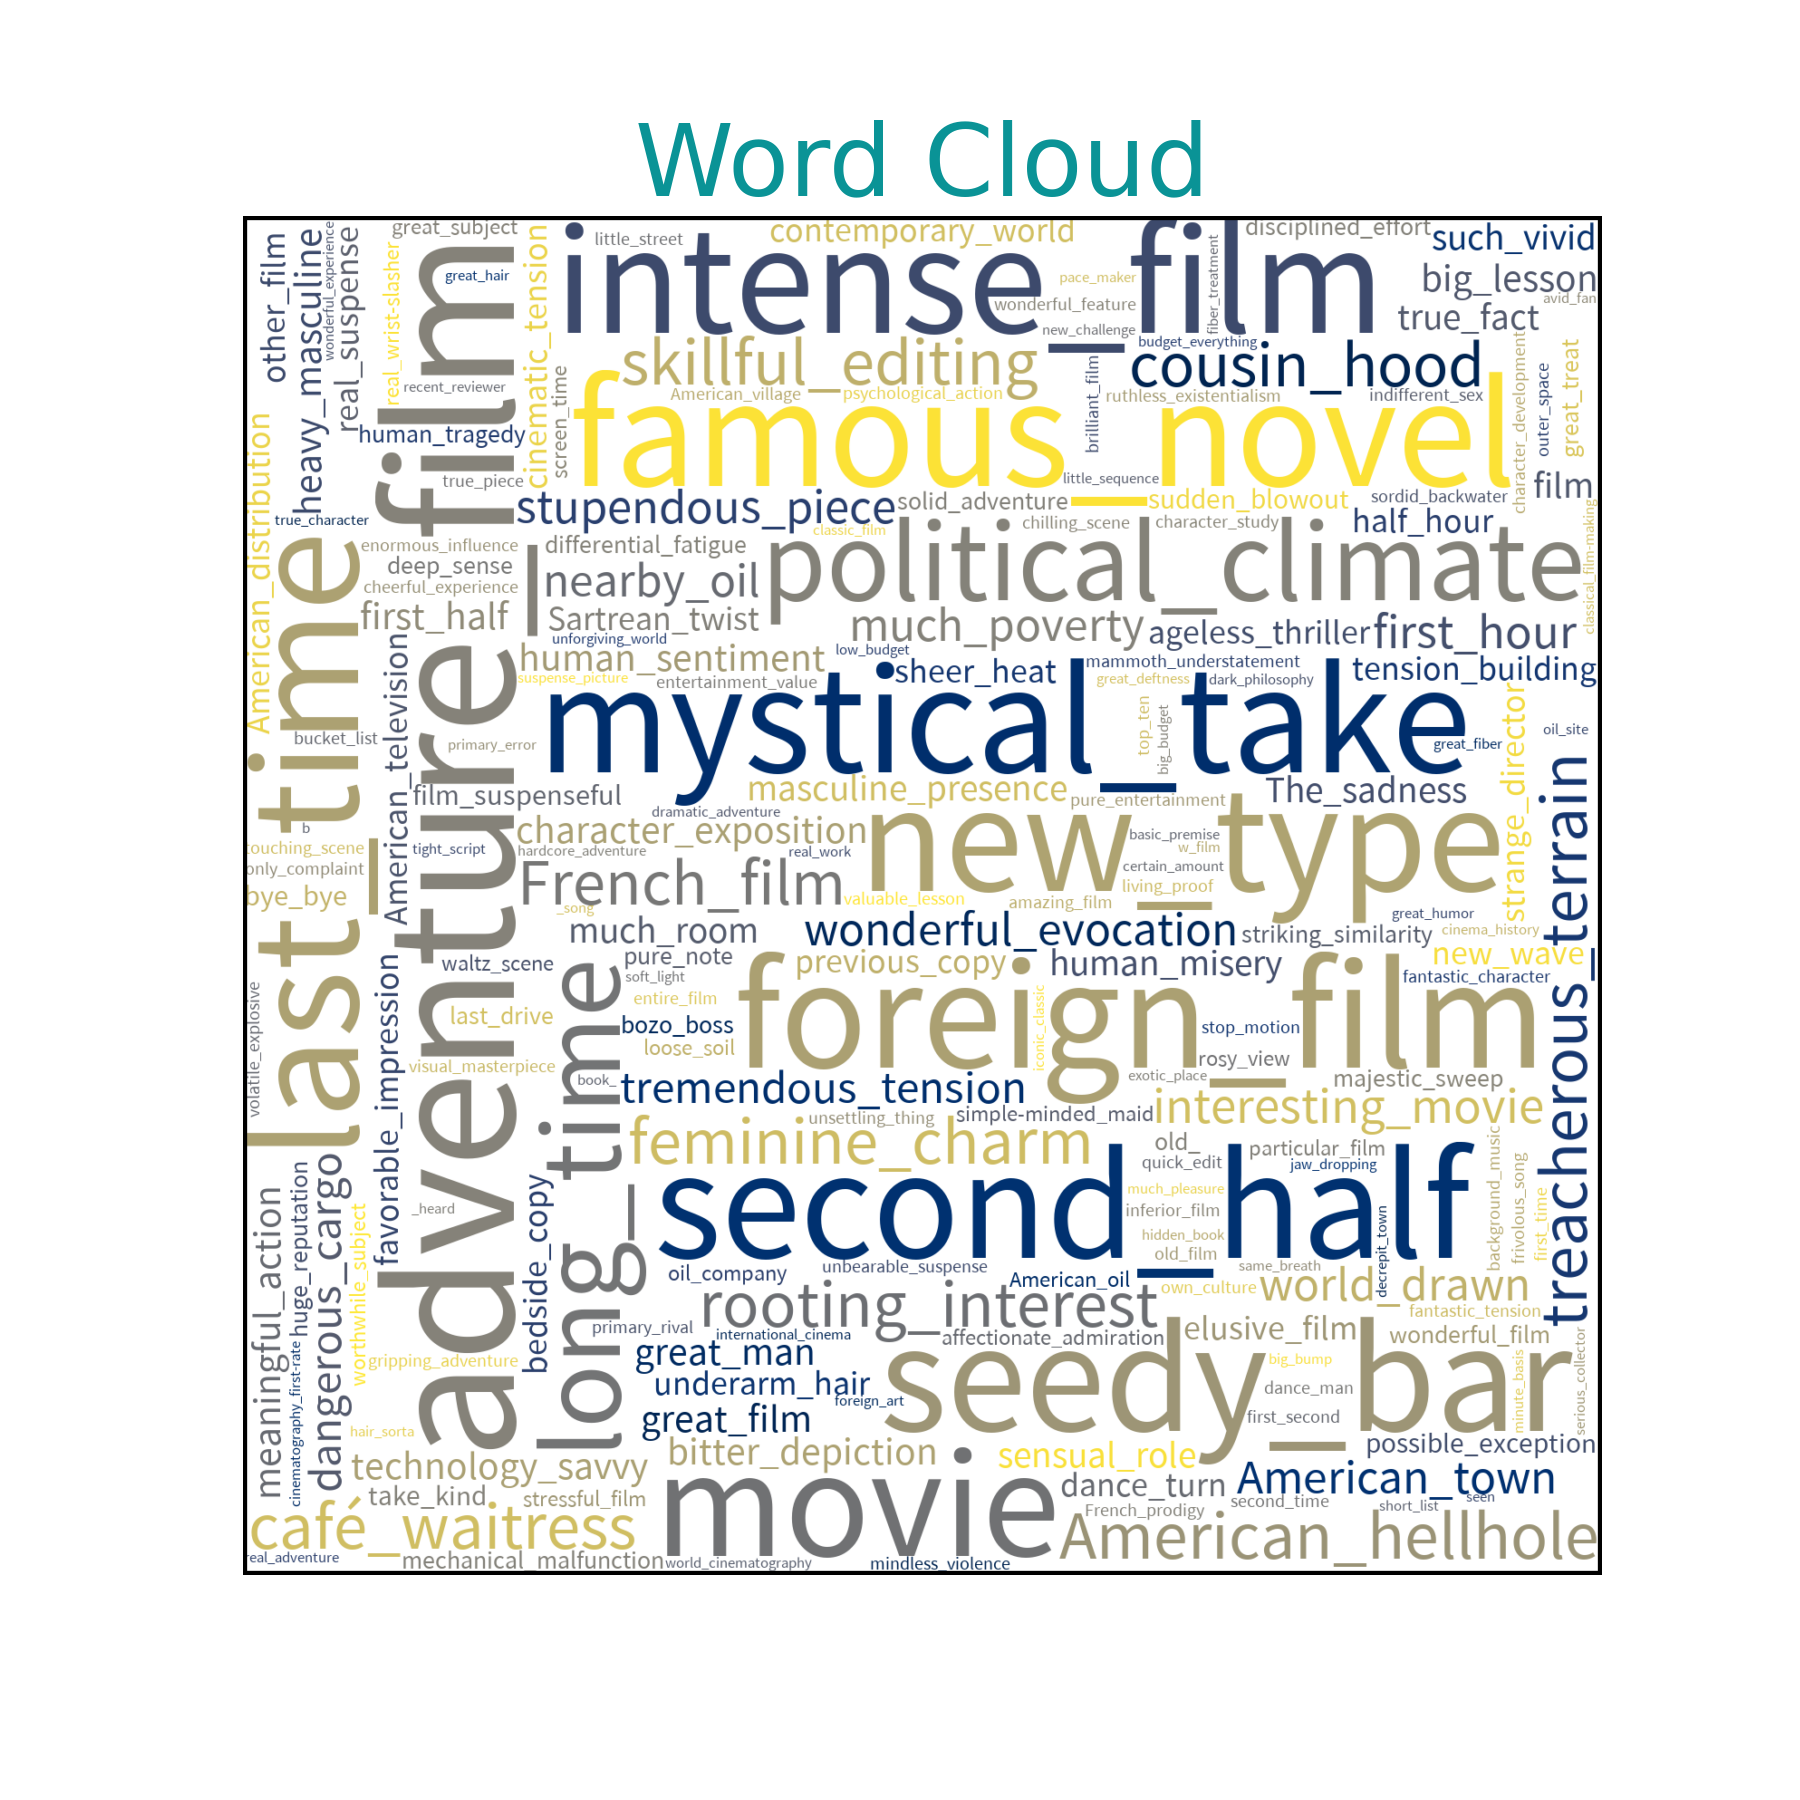 Word Cloud
great_subject
little_street
contemporary_world
disciplined_effort
such_vivid
other_film
heavy_masculine
wonderful_experience
real_suspense
real_wrist-slasher
great_hair
adventure_film
cinematic_tension
intense_film
pace_maker
wonderful_feature
new_challenge
fiber_treatment
big_lesson
avid_fan
true_fact
budget_everything
skillful_editing
cousin_hood
recent_reviewer
screen_time
American_village
psychological_action
brilliant_film
ruthless_existentialism
indifferent_sex
character_development
outer_space
great_treat
human_tragedy
famous_novel
American_distribution
true_piece
little_sequence
film
true_character
stupendous_piece
solid_adventure
sudden_blowout
sordid_backwater
classic_film
chilling_scene
character_study
half_hour
classical_film-making
last_time
enormous_influence
deep_sense
cheerful_experience
differential_fatigue
nearby_oil
political_climate
first_half
Sartrean_twist
much_poverty
ageless_thriller
first_hour
unforgiving_world
American_television
human_sentiment
low_budget
sheer_heat
mammoth_understatement
tension_building
suspense_picture
entertainment_value
great_deftness
dark_philosophy
mystical_take
top_ten
big_budget
strange_director
bucket_list
primary_error
great_fiber
oil_site
treacherous_terrain
film_suspenseful
masculine_presence
pure_entertainment
The_sadness
dramatic_adventure
b
character_exposition
new_type
basic_premise
w_film
touching_scene
tight_script
hardcore_adventure
real_work
only_complaint
certain_amount
bye_bye
French_film
valuable_lesson
living_proof
amazing_film
_song
great_humor
much_room
wonderful_evocation
striking_similarity
cinema_history
favorable_impression
waltz_scene
long_time
pure_note
previous_copy
human_misery
new_wave
soft_light
foreign_film
fantastic_character
volatile_explosive
last_drive
entire_film
bozo_boss
iconic_classic
stop_motion
loose_soil
visual_masterpiece
rosy_view
book_
tremendous_tension
exotic_place
majestic_sweep
unsettling_thing
simple-minded_maid
interesting_movie
feminine_charm
old_
particular_film
background_music
quick_edit
jaw_dropping
meaningful_action
huge_reputation
cinematography_first-rate
dangerous_cargo
worthwhile_subject
_heard
bedside_copy
second_half
much_pleasure
inferior_film
frivolous_song
first_time
decrepit_town
hidden_book
old_film
oil_company
unbearable_suspense
American_oil
same_breath
own_culture
world_drawn
rooting_interest
fantastic_tension
primary_rival
international_cinema
affectionate_admiration
elusive_film
wonderful_film
serious_collector
gripping_adventure
great_man
seedy_bar
big_bump
minute_basis
underarm_hair
foreign_art
dance_man
great_film
first_second
hair_sorta
bitter_depiction
sensual_role
possible_exception
technology_savvy
movie
dance_turn
American_town
take_kind
stressful_film
French_prodigy
second_time
short_list
seen
café_waitress
American_hellhole
real_adventure
mechanical_malfunction
world_cinematography
mindless_violence